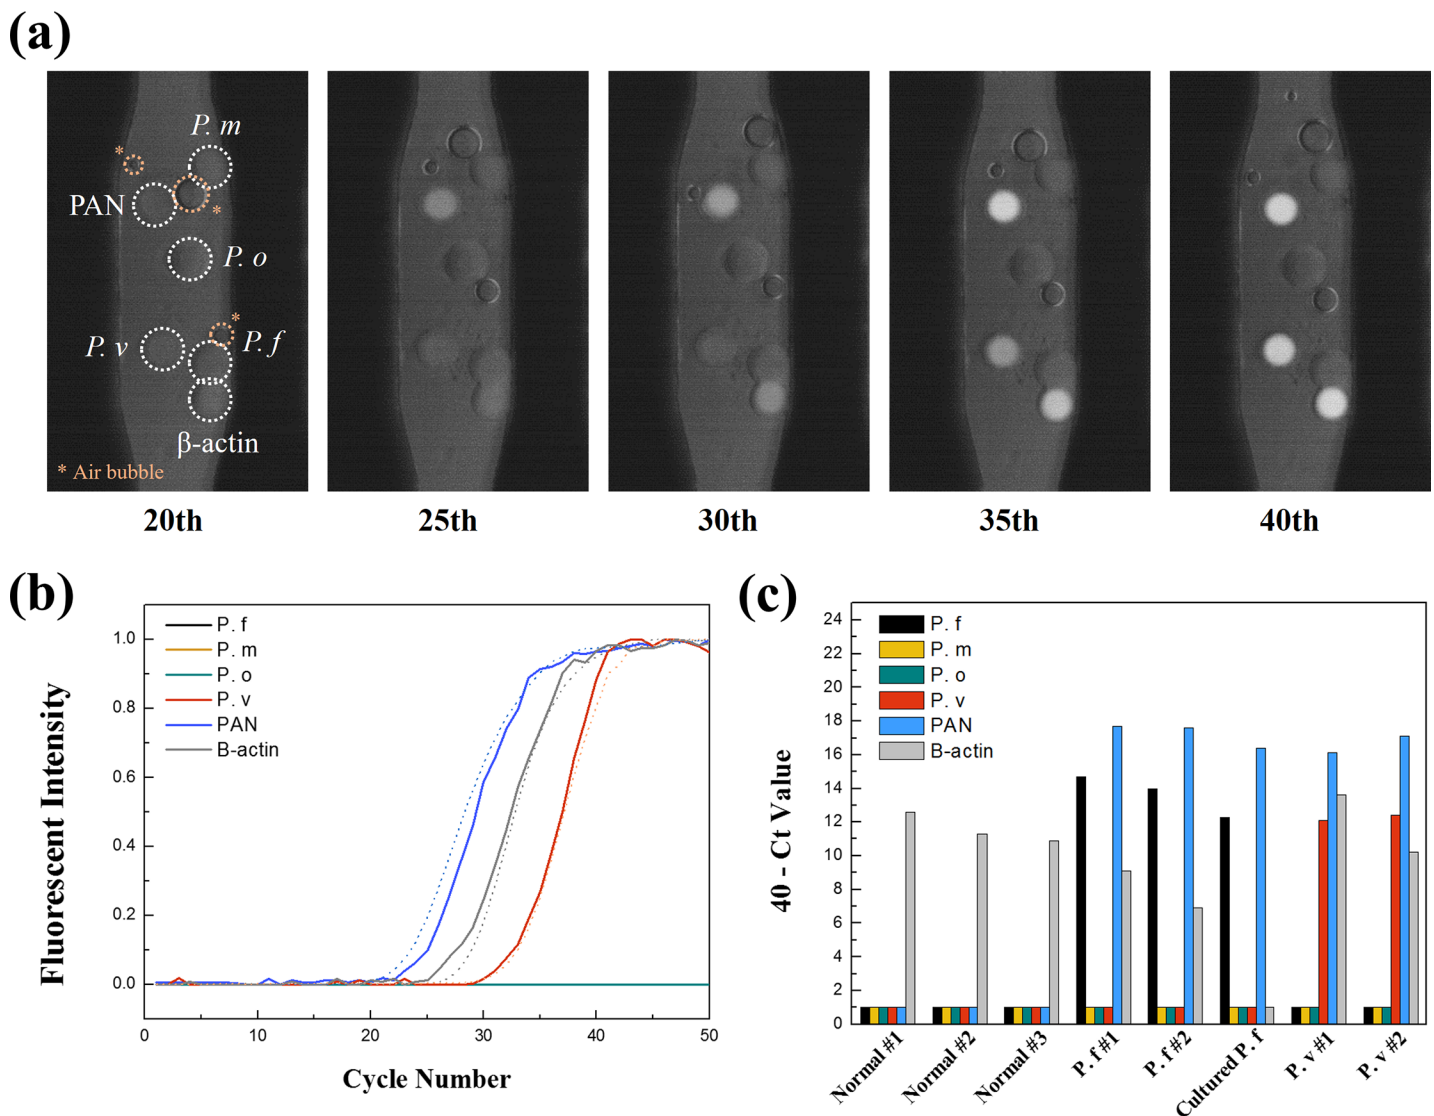 (a)
P. m
*
PAN
*
P. o
*
P. v
P. f
β-actin
* Air bubble
20th
25th
30th
35th
40th
(b)
P. f
P. m
P. o
P. v
PAN
B-actin
1.0
0.8
0.6
0.4
0.2
0.0
0
10
20
30
40
50
Fluorescent Intensity
Cycle Number
(c)
P. f
P. m
P. o
P. v
PAN
B-actin
24
22
20
18
16
14
12
10
8
6
4
2
0
40 - Ct Value
Normal #1
Normal #2
Normal #3
P. f #1
P. f #2
Cultured P. f
P. v #1
P. v #2